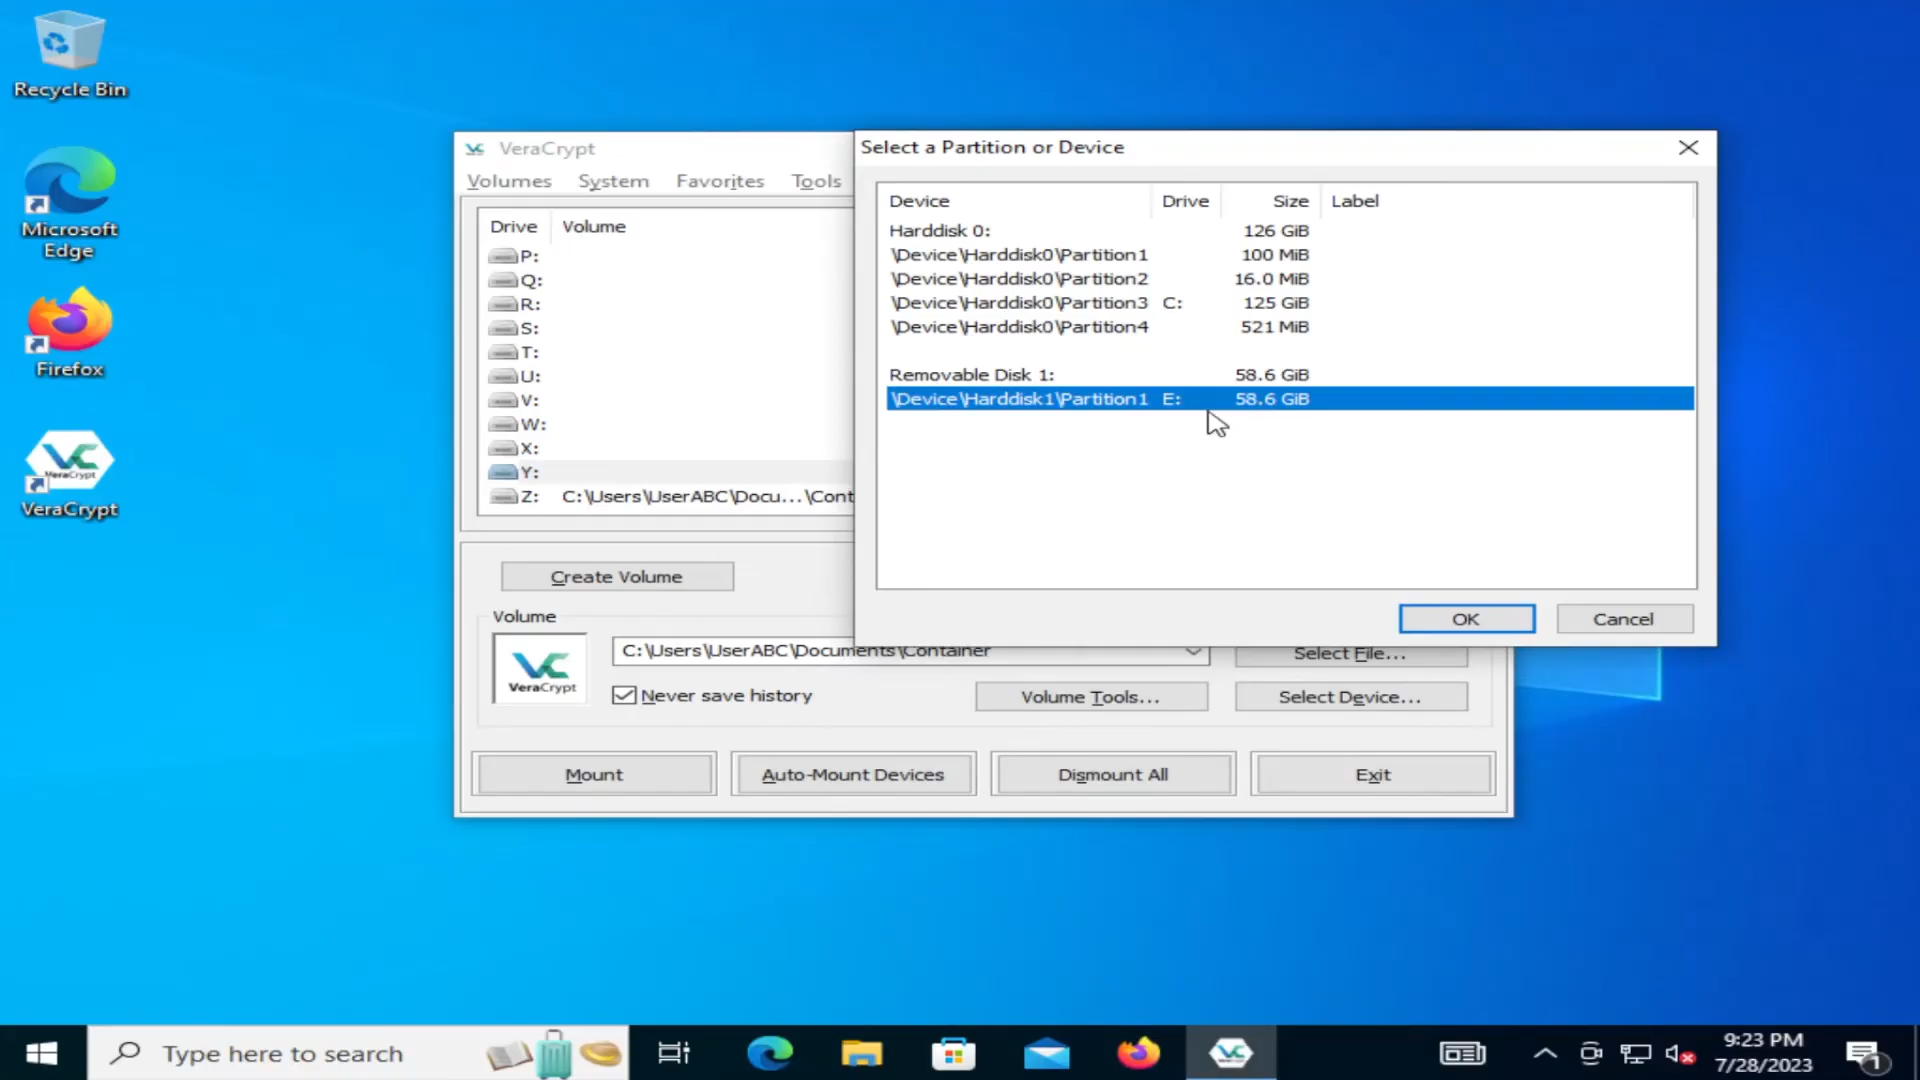 Recycle Bin
Microsoft
Edge
Firefox
VeraCrypt
VeraCrypt
VeraCrypt
Volumes System Favorites Tools
Drive Volume
P:
Q:
R:
S:
T:
U:
V:
W:
X:
Y:
Z: C:\Users\UserABC\Docu...\Cont
Create Volume
Volume
VeraCrypt
C:\Users\UserABC\Documents\Container
Select File...
Never save history
Volume Tools...
Select Device...
Mount
Auto-Mount Devices
Dismount All
Exit
Select a Partition or Device
Device Drive Size Label
Harddisk 0: 126 GiB
\Device\Harddisk0\Partition1 100 MiB
\Device\Harddisk0\Partition2 16.0 MiB
\Device\Harddisk0\Partition3 C: 125 GiB
\Device\Harddisk0\Partition4 521 MiB
Removable Disk 1: 58.6 GiB
\Device\Harddisk1\Partition1 E: 58.6 GiB
OK
Cancel
Type here to search
9:23 PM
7/28/2023
1